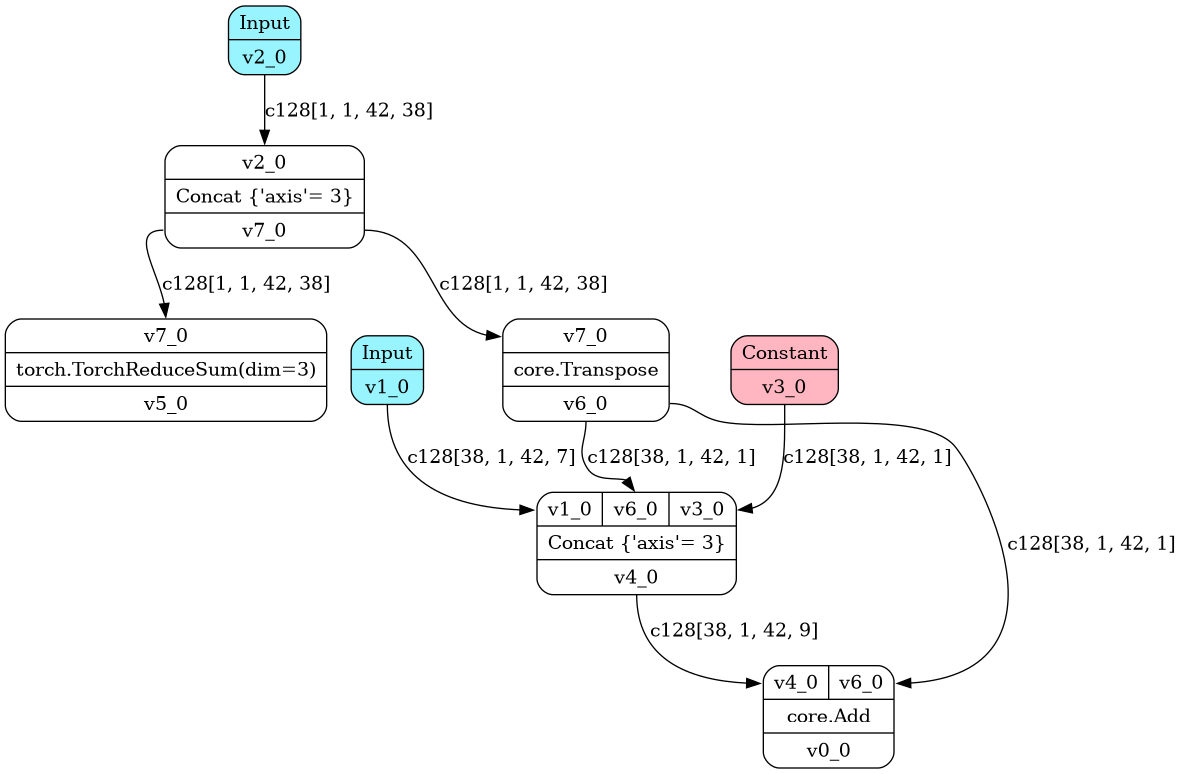 Input
v2_0
c128[1, 1, 42, 38]
v2_0
Concat {'axis'= 3}
v7_0
c128[1, 1, 42, 38]
c128[1, 1, 42, 38]
v7_0
torch.TorchReduceSum(dim=3)
v5_0
Input
v1_0
v7_0
core.Transpose
v6_0
Constant
v3_0
c128[38, 1, 42, 7]
c128[38, 1, 42, 1]
c128[38, 1, 42, 1]
v1_0 v6_0 v3_0
Concat {'axis'= 3}
v4_0
c128[38, 1, 42, 1]
c128[38, 1, 42, 9]
v4_0 v6_0
core.Add
v0_0